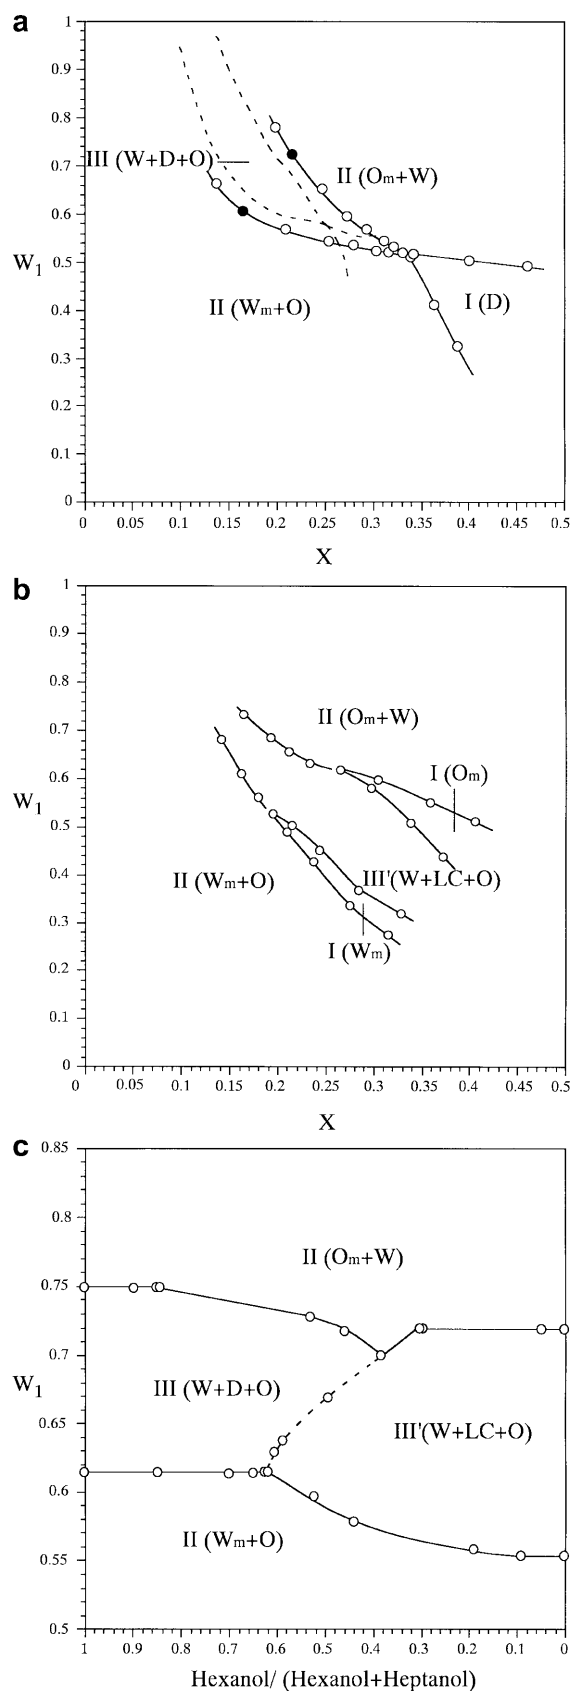 a
1
0.9
0.8
0.7
III (W+D+O)
II (Om+W)
0.6
W1
0.5
II (Wm+O)
I (D)
0.4
0.3
0.2
0.1
0
0 0.05 0.1 0.15 0.2 0.25 0.3 0.35 0.4 0.45 0.5
X
b
1
0.9
0.8
0.7
II (Om+W)
I (Om)
0.6
W1
0.5
II (Wm+O)
III'(W+LC+O)
0.4
0.3
I (Wm)
0.2
0.1
0
0 0.05 0.1 0.15 0.2 0.25 0.3 0.35 0.4 0.45 0.5
X
c
0.85
0.8
II (Om+W)
0.75
0.7
W1
III (W+D+O)
0.65
III'(W+LC+O)
0.6
II (Wm+O)
0.55
0.5
1 0.9 0.8 0.7 0.6 0.5 0.4 0.3 0.2 0.1 0
Hexanol/ (Hexanol+Heptanol)